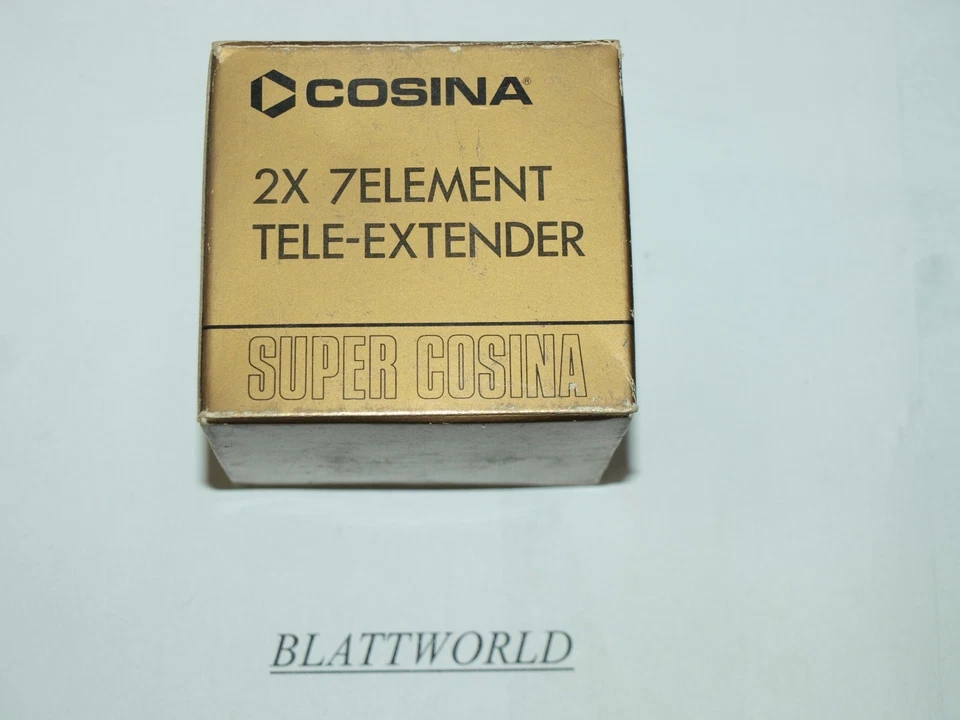 COSINA®
2X 7ELEMENT
TELE-EXTENDER
SUPER COSINA
BLATTWORLD